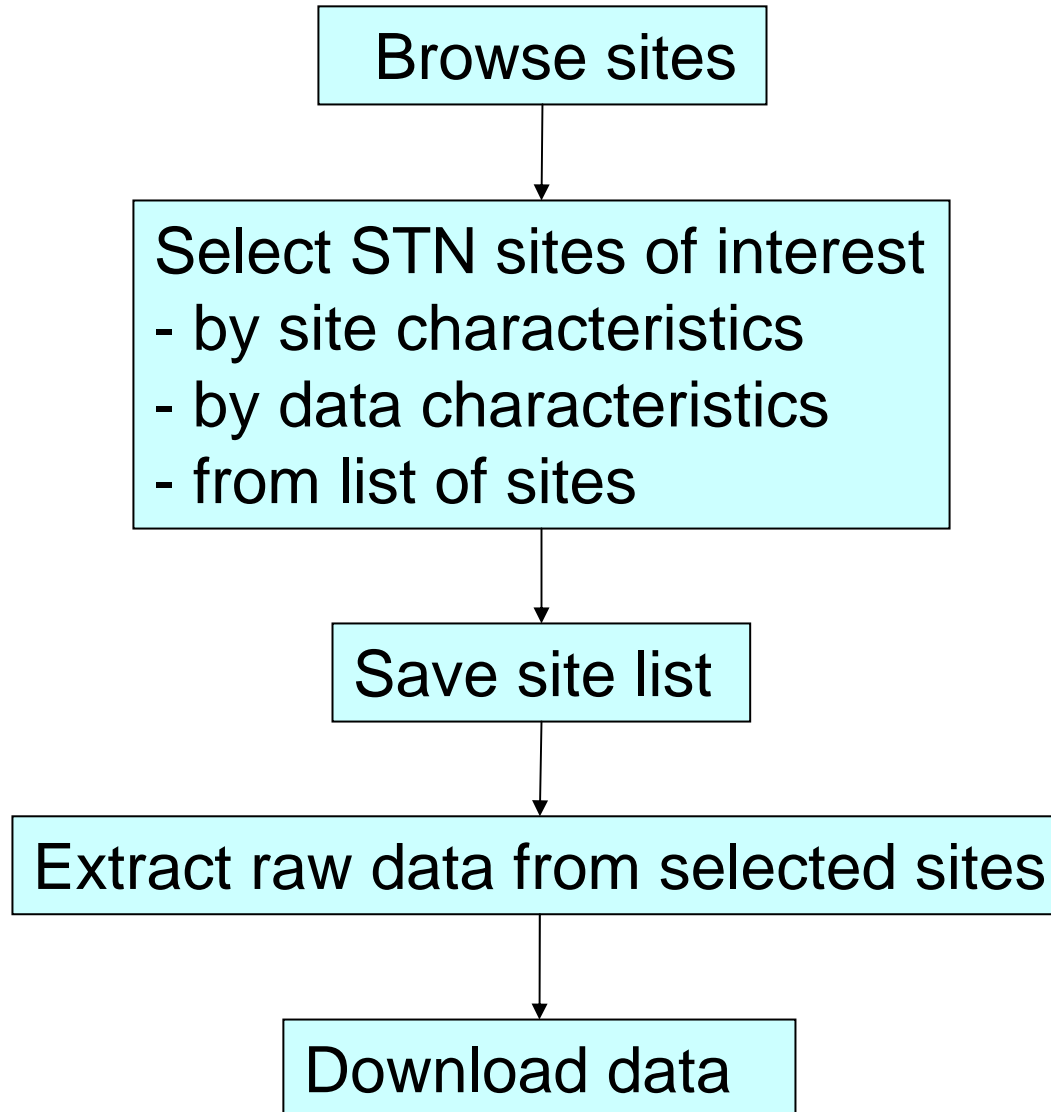 Browse sites
Select STN sites of interest
- by site characteristics
- by data characteristics
- from list of sites
Save site list
Extract raw data from selected sites
Download data